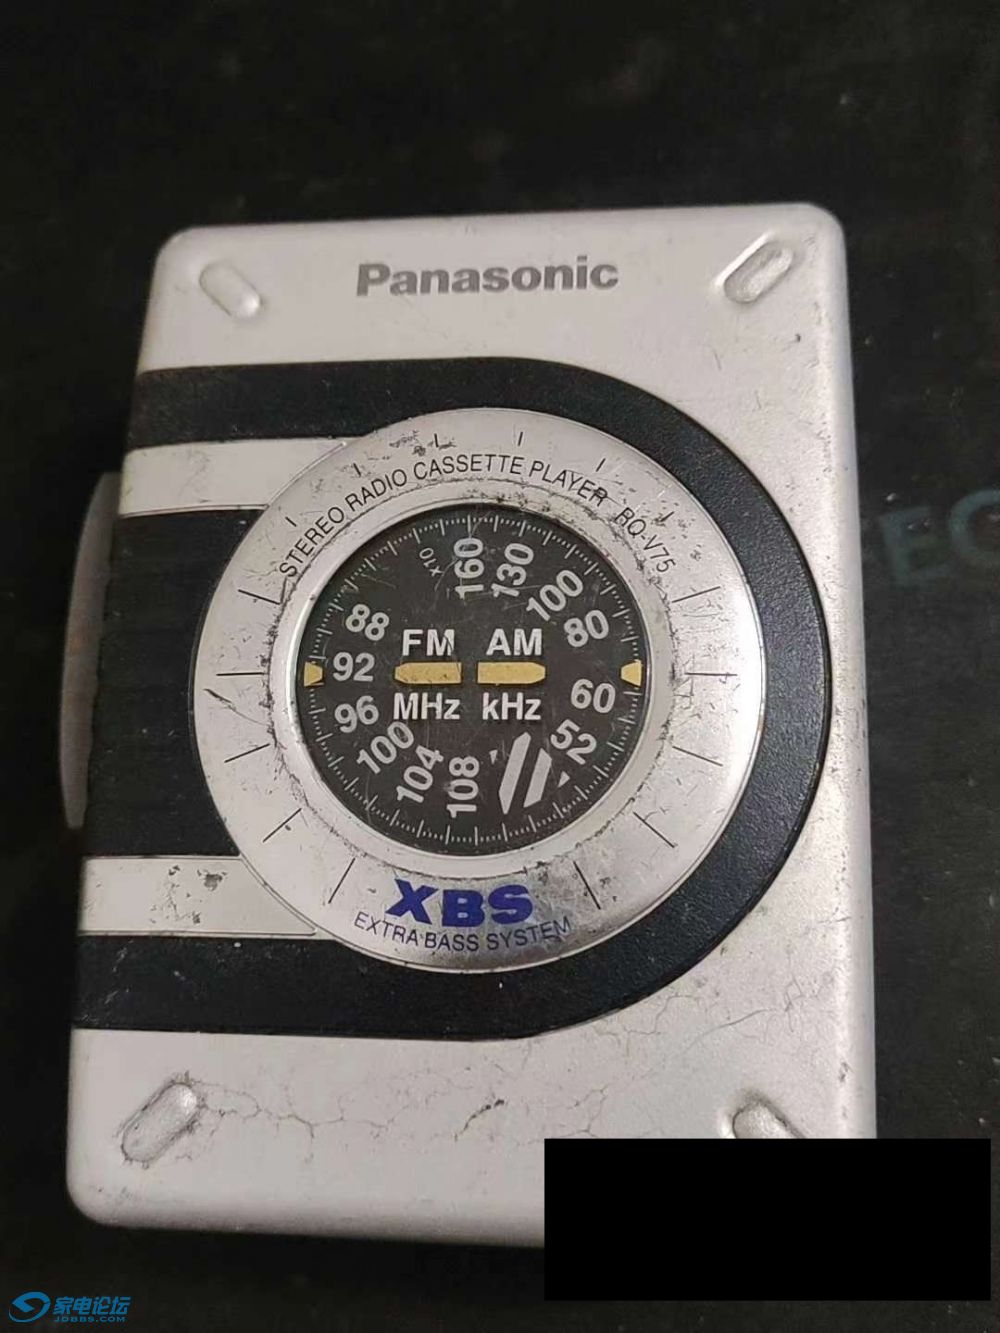 Panasonic
STEREO RADIO CASSETTE PLAYER RQ-V75
x10
160
130
100
80
60
52
88
92
96
100
104
108
FM AM
MHz kHz
XBS
EXTRA BASS SYSTEM
家电论坛
JDBBS.COM